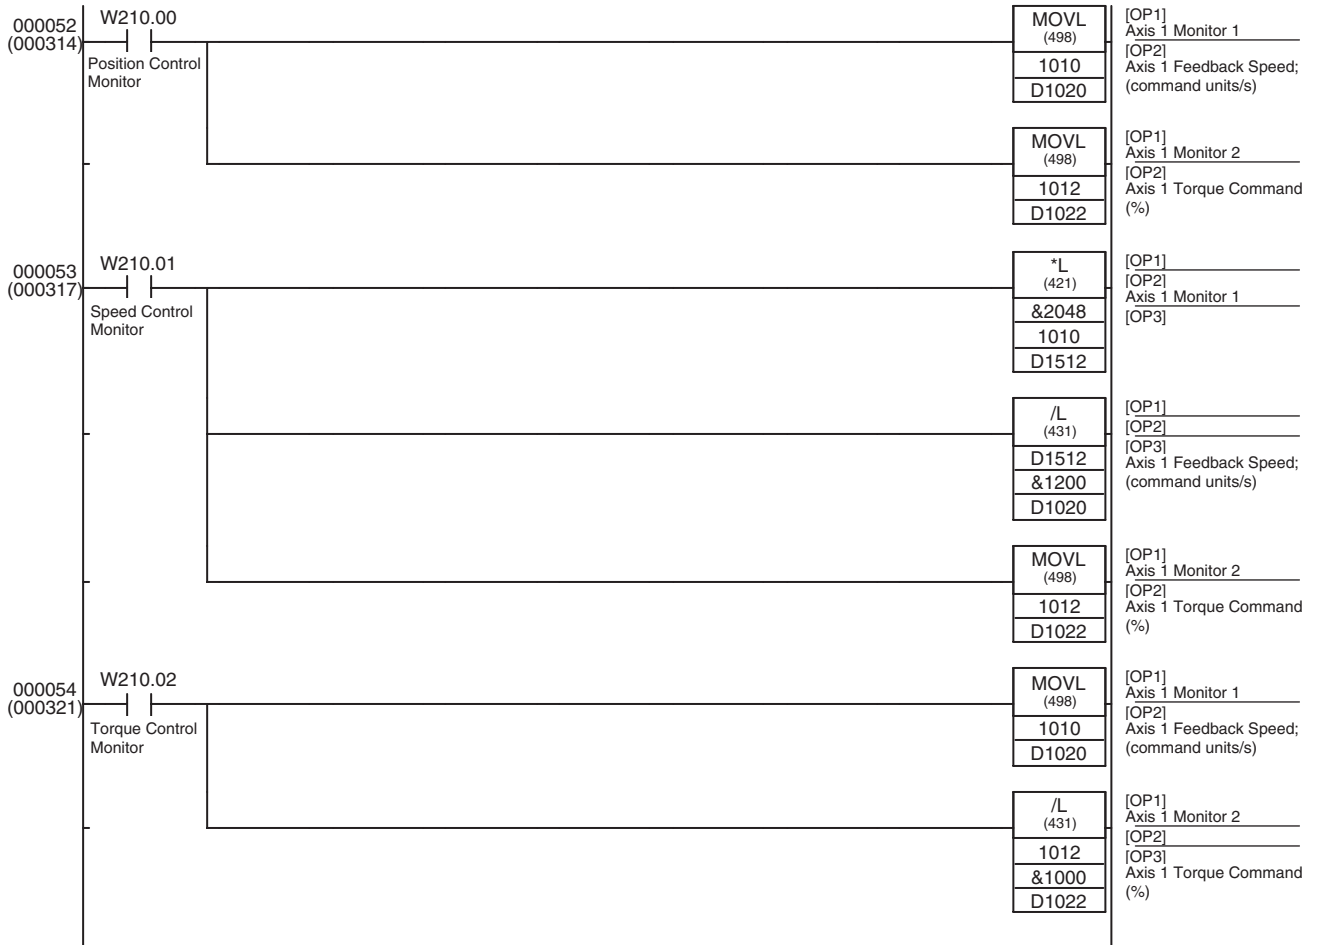 000052
(000314)
W210.00
Position Control
Monitor
MOVL
(498)
1010
D1020
[OP1]
Axis 1 Monitor 1
[OP2]
Axis 1 Feedback Speed;
(command units/s)
MOVL
(498)
1012
D1022
[OP1]
Axis 1 Monitor 2
[OP2]
Axis 1 Torque Command
(%)
000053
(000317)
W210.01
Speed Control
Monitor
*L
(421)
&2048
1010
D1512
[OP1]
[OP2]
Axis 1 Monitor 1
[OP3]
/L
(431)
D1512
&1200
D1020
[OP1]
[OP2]
[OP3]
Axis 1 Feedback Speed;
(command units/s)
MOVL
(498)
1012
D1022
[OP1]
Axis 1 Monitor 2
[OP2]
Axis 1 Torque Command
(%)
000054
(000321)
W210.02
Torque Control
Monitor
MOVL
(498)
1010
D1020
[OP1]
Axis 1 Monitor 1
[OP2]
Axis 1 Feedback Speed;
(command units/s)
/L
(431)
1012
&1000
D1022
[OP1]
Axis 1 Monitor 2
[OP2]
[OP3]
Axis 1 Torque Command
(%)